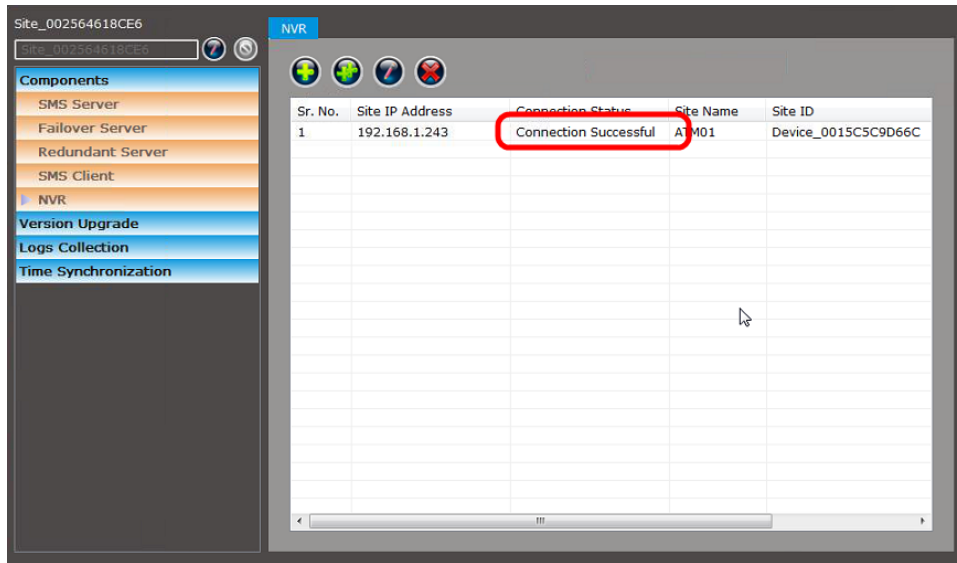 Site_002564618CE6
Site_002564618CE6
Components
SMS Server
Failover Server
Redundant Server
SMS Client
NVR
Version Upgrade
Logs Collection
Time Synchronization
NVR
Sr. No. Site IP Address Connection Status Site Name Site ID
1 192.168.1.243 Connection Successful ATM01 Device_0015C5C9D66C